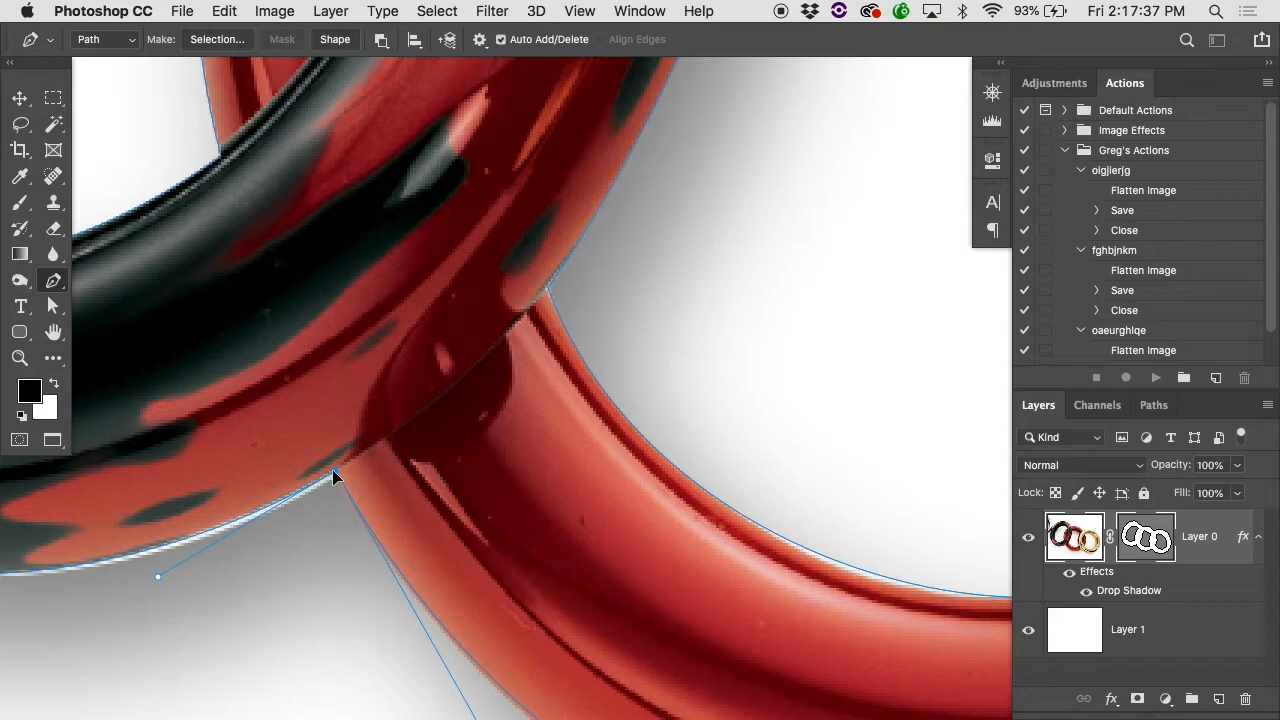 Photoshop CC File Edit Image Layer Type Select Filter 3D View Window Help 93% Fri 2:17:37 PM
Path Make: Selection... Mask Shape Auto Add/Delete Align Edges
Adjustments Actions
Default Actions
Image Effects
Greg's Actions
olgjlerjg
Flatten Image
Save
Close
fghbjnkm
Flatten Image
Save
Close
oaeurghlqe
Flatten Image
Layers Channels Paths
Kind
Normal Opacity: 100%
Lock: Fill: 100%
Layer 0 fx
Effects
Drop Shadow
Layer 1
fx